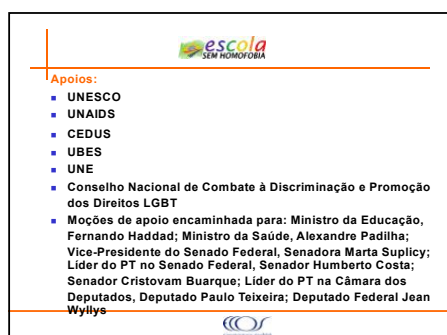 escola
SEM HOMOFOBIA
Apoios:
UNESCO
UNAIDS
CEDUS
UBES
UNE
Conselho Nacional de Combate à Discriminação e Promoção
dos Direitos LGBT
Moções de apoio encaminhada para: Ministro da Educação,
Fernando Haddad; Ministro da Saúde, Alexandre Padilha;
Vice-Presidente do Senado Federal, Senadora Marta Suplicy;
Líder do PT no Senado Federal, Senador Humberto Costa;
Senador Cristovam Buarque; Líder do PT na Câmara dos
Deputados, Deputado Paulo Teixeira; Deputado Federal Jean
Wyllys